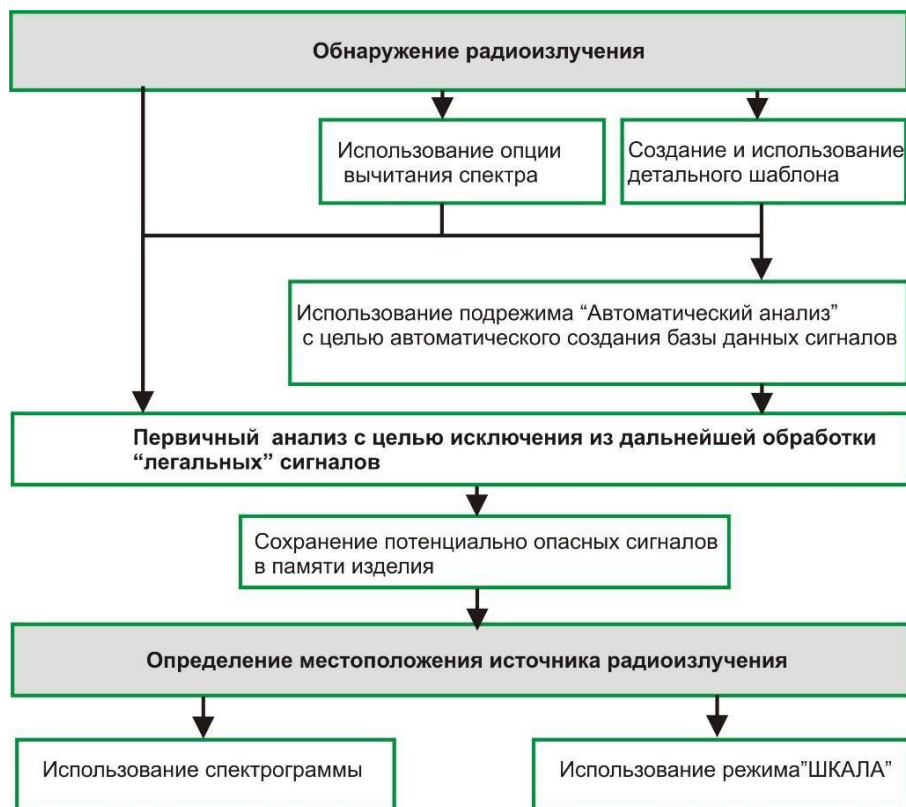 Обнаружение радиоизлучения
Использование опции
вычитания спектра
Создание и использование
детального шаблона
Использование подрежима “Автоматический анализ”
с целью автоматического создания базы данных сигналов
Первичный анализ с целью исключения из дальнейшей обработки
“легальных” сигналов
Сохранение потенциально опасных сигналов
в памяти изделия
Определение местоположения источника радиоизлучения
Использование спектрограммы
Использование режима”ШКАЛА”